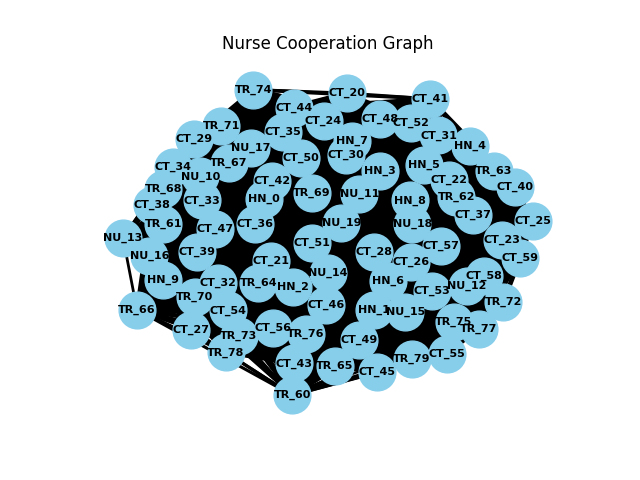 Nurse Cooperation Graph
TR_74
CT_20
CT_41
CT_44
CT_24
CT_48
CT_52
TR_71
CT_35
CT_31
CT_29
NU_17
HN_7
HN_4
CT_30
CT_50
TR_67
CT_34
HN_5
HN_3
TR_63
NU_10
CT_22
CT_42
TR_68
CT_40
TR_69
NU_11
TR_62
HN_0
HN_8
CT_33
CT_38
CT_37
CT_25
TR_61
CT_36
NU_19
NU_18
CT_47
NU_13
CT_23
CT_51
CT_57
CT_39
CT_28
NU_16
CT_59
CT_21
CT_26
NU_14
CT_58
HN_9
HN_6
CT_32
TR_64
HN_2
NU_12
CT_53
TR_70
TR_72
CT_46
TR_66
CT_54
HN_1
NU_15
TR_75
CT_27
CT_56
TR_77
TR_76
TR_73
CT_49
TR_78
CT_55
TR_79
CT_43
TR_65
CT_45
TR_60